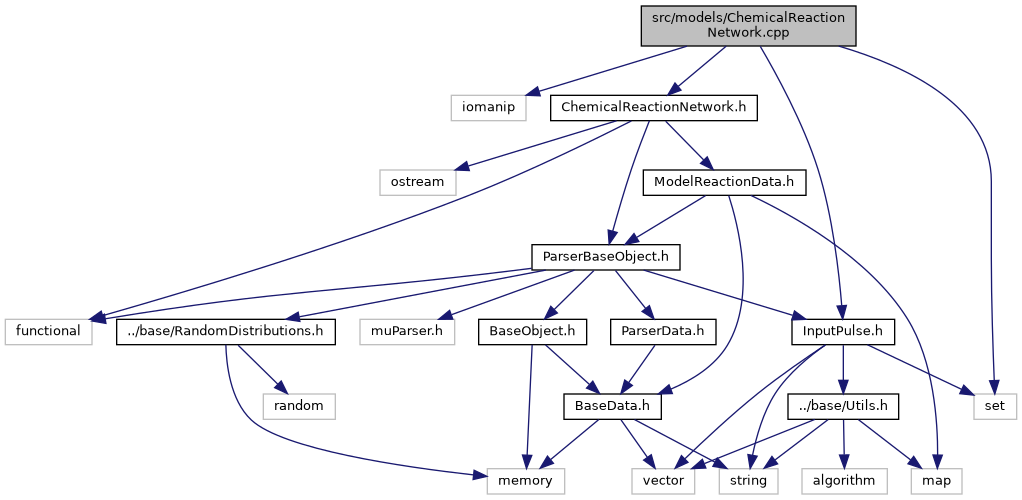 src/models/ChemicalReaction
Network.cpp
iomanip
ChemicalReactionNetwork.h
ostream
ModelReactionData.h
ParserBaseObject.h
functional
../base/RandomDistributions.h
muParser.h
BaseObject.h
ParserData.h
InputPulse.h
random
BaseData.h
../base/Utils.h
set
memory
vector
string
algorithm
map